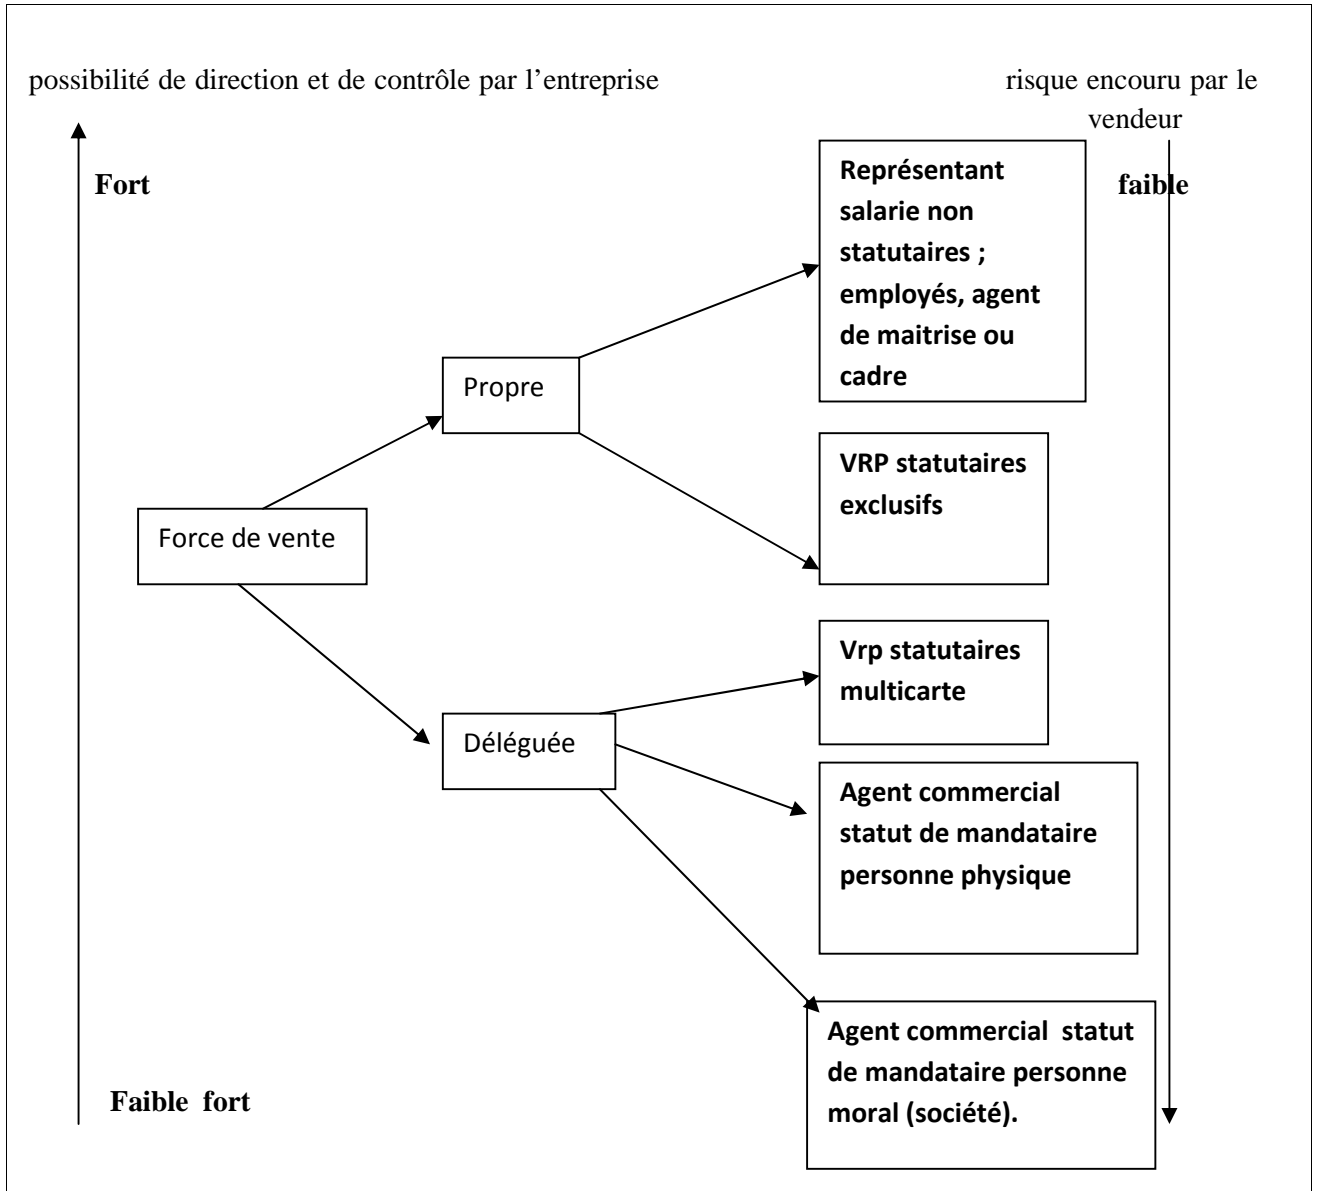 possibilité de direction et de contrôle par l’entreprise
risque encouru par le
vendeur
Fort
faible
Représentant
salarie non
statutaires ;
employés, agent
de maitrise ou
cadre
Propre
VRP statutaires
exclusifs
Force de vente
Vrp statutaires
multicarte
Déléguée
Agent commercial
statut de mandataire
personne physique
Agent commercial  statut
de mandataire personne
moral (société).
Faible  fort